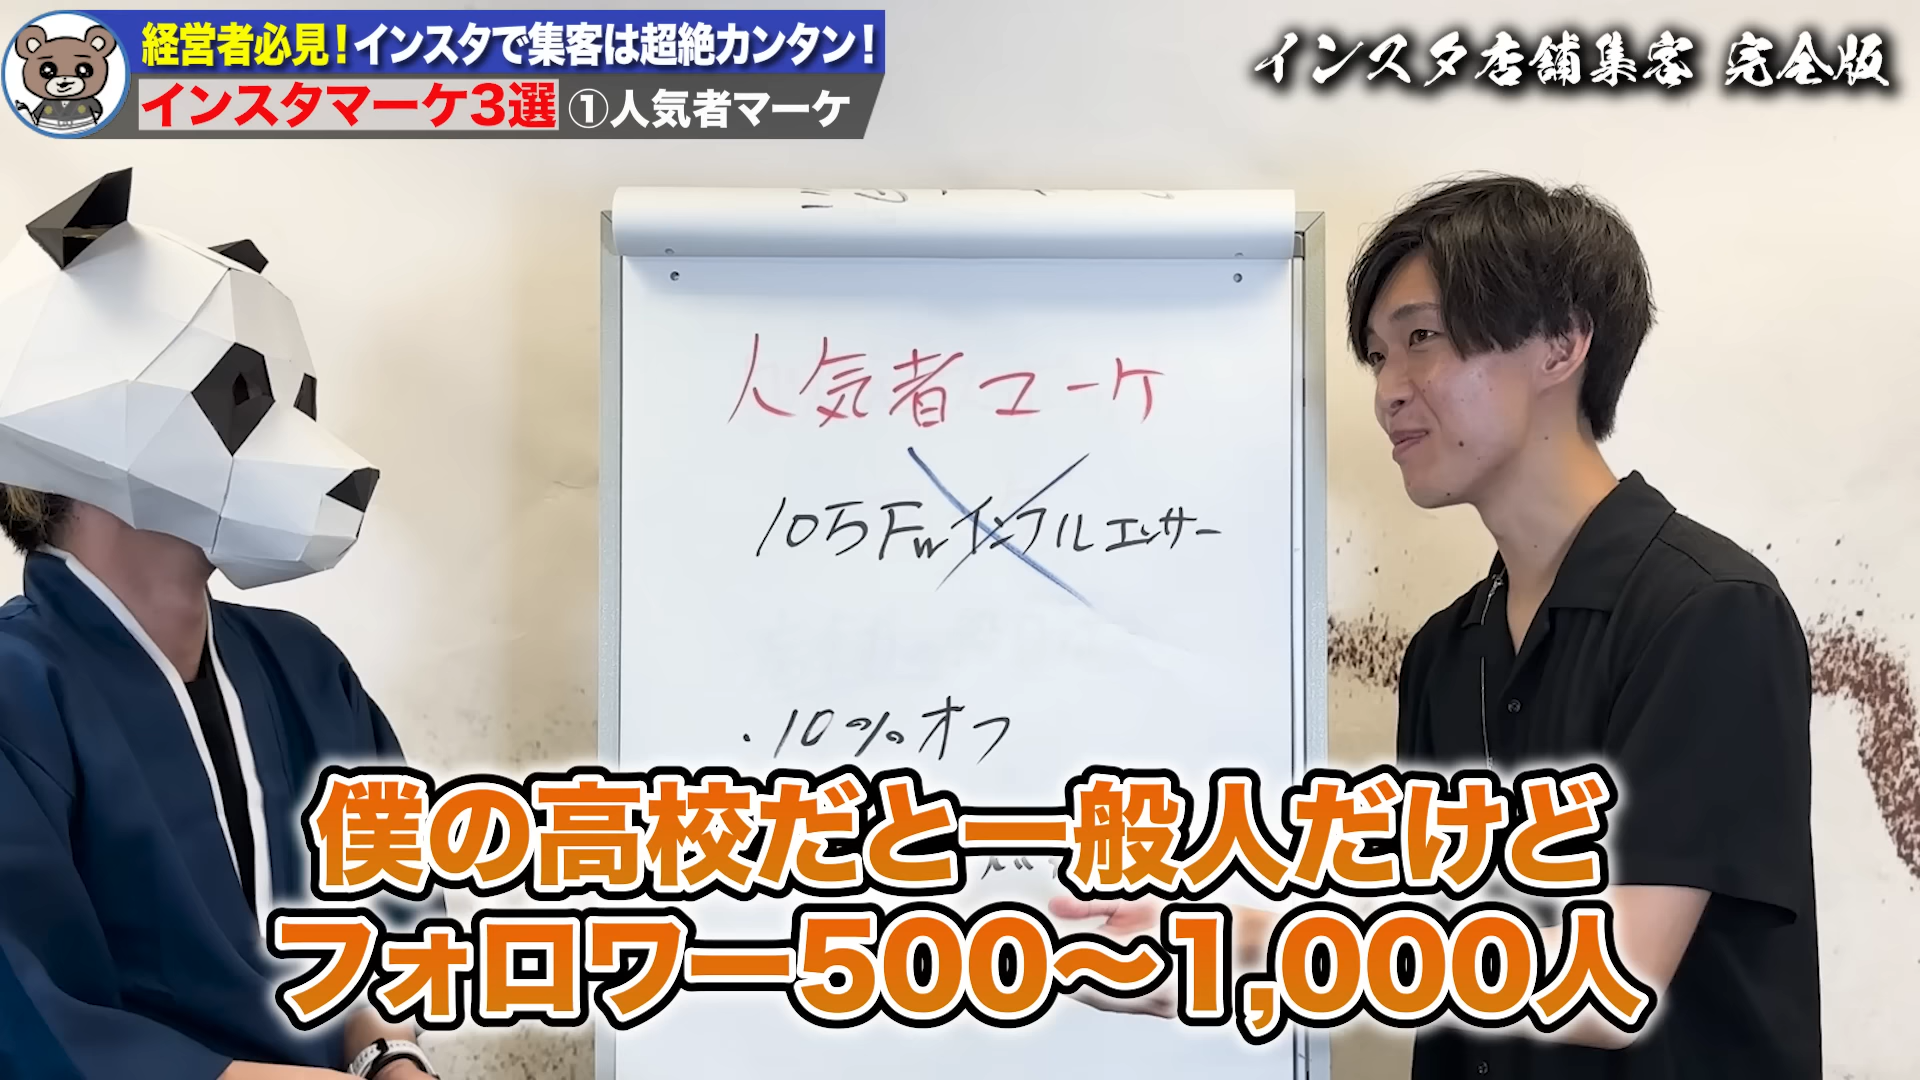 経営者必見！インスタで集客は超絶カンタン！
インスタマーケ3選 ①人気者マーケ
インスタ店舗集客 完全版
人気者マーケ
10万Fwインフルエンサー
・10%オフ
僕の高校だと一般人だけど
フォロワー500〜1,000人